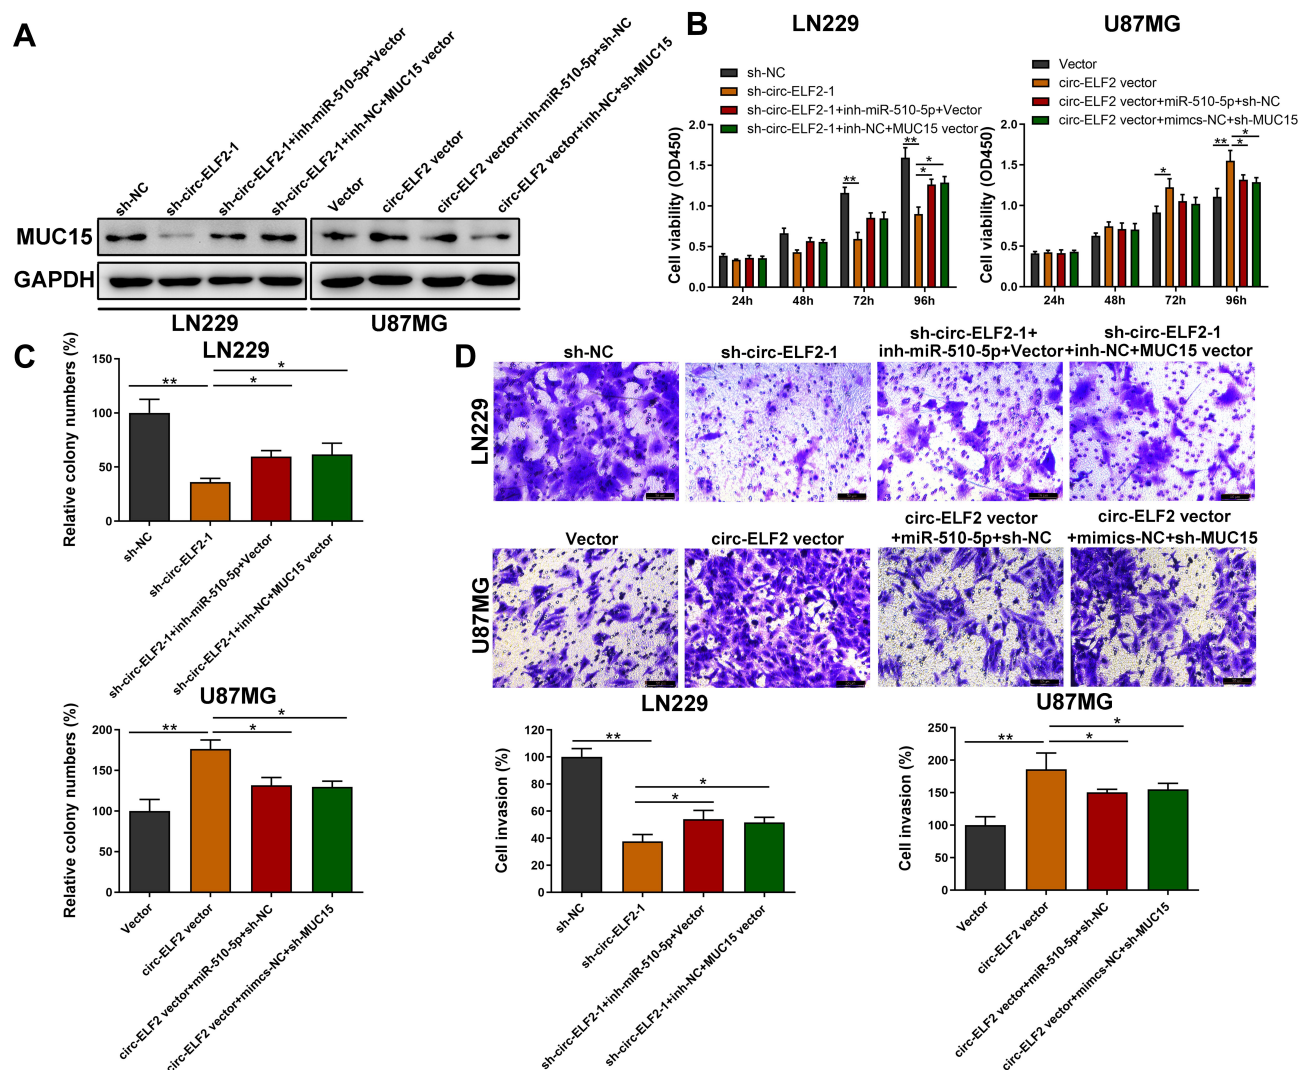 A
sh-NC
sh-circ-ELF2-1
sh-circ-ELF2-1+inh-miR-510-5p+Vector
sh-circ-ELF2-1+inh-NC+MUC15 vector
Vector
circ-ELF2 vector
circ-ELF2 vector+inh-miR-510-5p+sh-NC
circ-ELF2 vector+inh-NC+sh-MUC15
MUC15
GAPDH
LN229
U87MG
B
LN229
sh-NC
sh-circ-ELF2-1
sh-circ-ELF2-1+inh-miR-510-5p+Vector
sh-circ-ELF2-1+inh-NC+MUC15 vector
Cell viability (OD450)
2.0
1.5
1.0
0.5
0.0
**
**
*
*
24h
48h
72h
96h
U87MG
Vector
circ-ELF2 vector
circ-ELF2 vector+miR-510-5p+sh-NC
circ-ELF2 vector+mimcs-NC+sh-MUC15
Cell viability (OD450)
2.0
1.5
1.0
0.5
0.0
*
**
*
*
24h
48h
72h
96h
C
LN229
Relative colony numbers (%)
150
100
50
0
**
*
*
sh-NC
sh-circ-ELF2-1
sh-circ-ELF2-1+inh-miR-510-5p+Vector
sh-circ-ELF2-1+inh-NC+MUC15 vector
U87MG
Relative colony numbers (%)
200
150
100
50
0
**
*
*
Vector
circ-ELF2 vector
circ-ELF2 vector+miR-510-5p+sh-NC
circ-ELF2 vector+mimcs-NC+sh-MUC15
D
sh-NC
sh-circ-ELF2-1
sh-circ-ELF2-1+
inh-miR-510-5p+Vector
sh-circ-ELF2-1
+inh-NC+MUC15 vector
LN229
Vector
circ-ELF2 vector
circ-ELF2 vector
+miR-510-5p+sh-NC
circ-ELF2 vector
+mimics-NC+sh-MUC15
U87MG
LN229
Cell invasion (%)
120
100
80
60
40
20
0
**
*
*
sh-NC
sh-circ-ELF2-1
sh-circ-ELF2-1+inh-miR-510-5p+Vector
sh-circ-ELF2-1+inh-NC+MUC15 vector
U87MG
Cell invasion (%)
250
200
150
100
50
0
**
*
*
Vector
circ-ELF2 vector
circ-ELF2 vector+miR-510-5p+sh-NC
circ-ELF2 vector+mimcs-NC+sh-MUC15